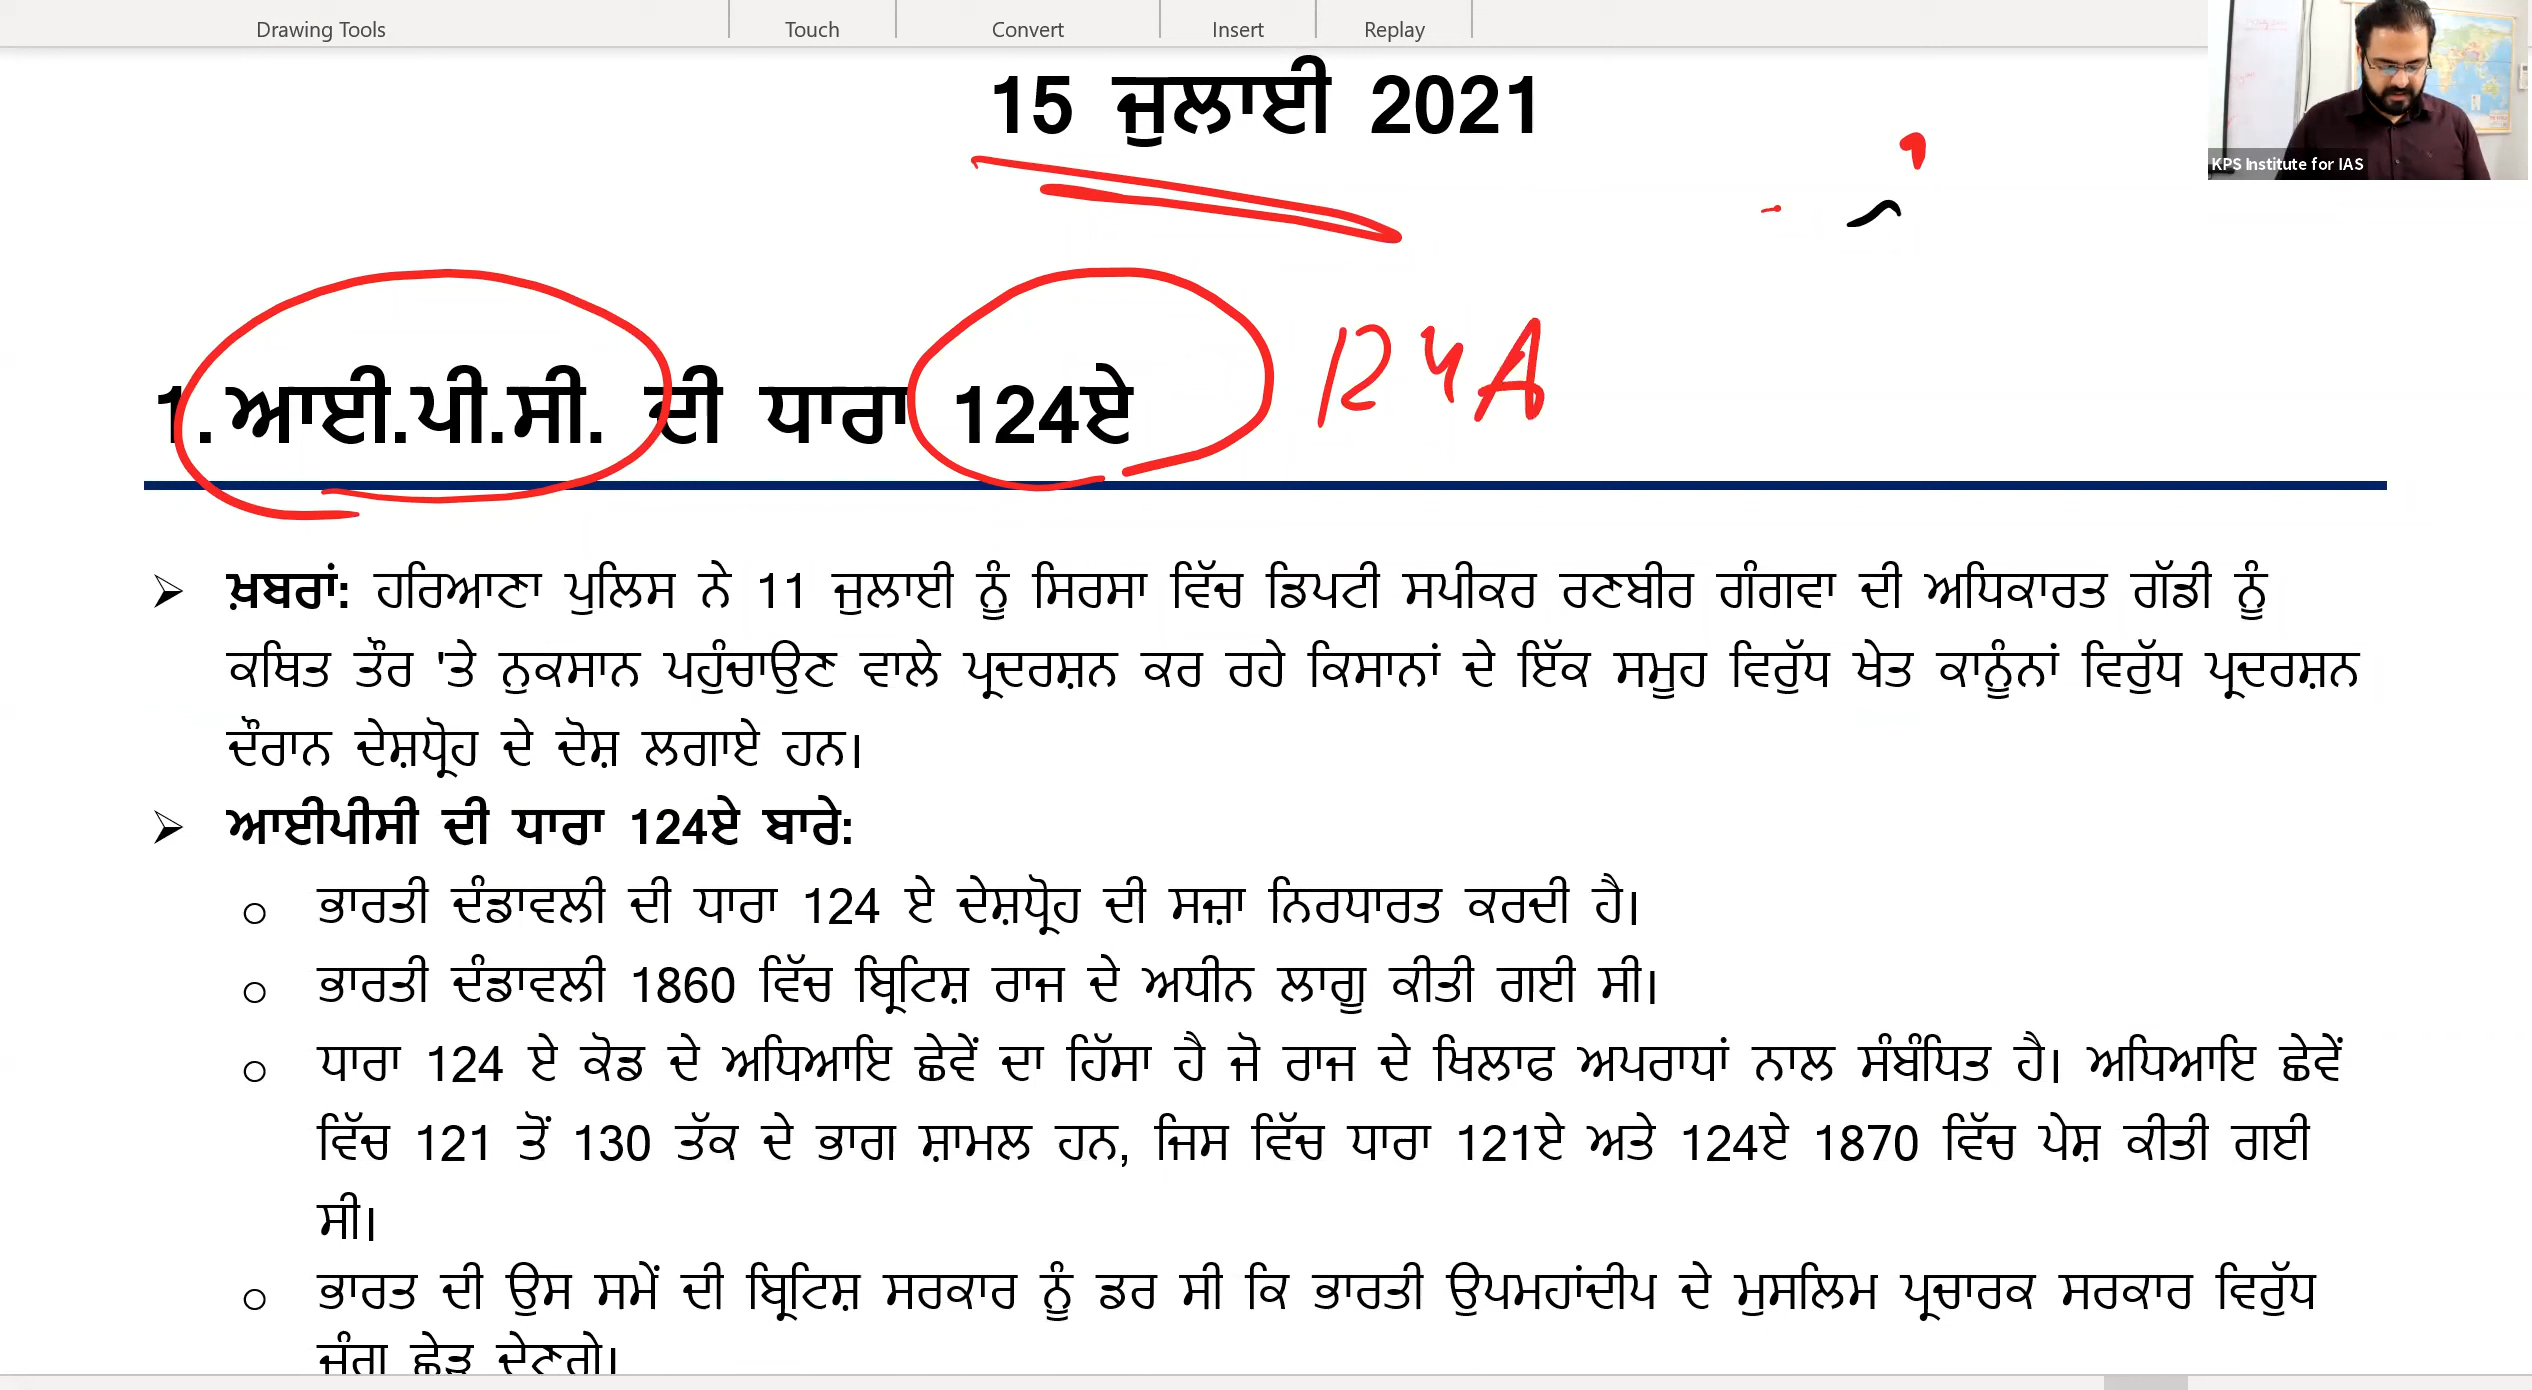 Drawing Tools Touch Convert Insert Replay
KPS Institute for IAS
15 ਜੁਲਾਈ 2021
1. ਆਈ.ਪੀ.ਸੀ. ਦੀ ਧਾਰਾ 124ਏ 124A
➢ ਖ਼ਬਰਾਂ: ਹਰਿਆਣਾ ਪੁਲਿਸ ਨੇ 11 ਜੁਲਾਈ ਨੂੰ ਸਿਰਸਾ ਵਿੱਚ ਡਿਪਟੀ ਸਪੀਕਰ ਰਣਬੀਰ ਗੰਗਵਾ ਦੀ ਅਧਿਕਾਰਤ ਗੱਡੀ ਨੂੰ
ਕਥਿਤ ਤੌਰ 'ਤੇ ਨੁਕਸਾਨ ਪਹੁੰਚਾਉਣ ਵਾਲੇ ਪ੍ਰਦਰਸ਼ਨ ਕਰ ਰਹੇ ਕਿਸਾਨਾਂ ਦੇ ਇੱਕ ਸਮੂਹ ਵਿਰੁੱਧ ਖੇਤ ਕਾਨੂੰਨਾਂ ਵਿਰੁੱਧ ਪ੍ਰਦਰਸ਼ਨ
ਦੌਰਾਨ ਦੇਸ਼ਧ੍ਰੋਹ ਦੇ ਦੋਸ਼ ਲਗਾਏ ਹਨ।
➢ ਆਈਪੀਸੀ ਦੀ ਧਾਰਾ 124ਏ ਬਾਰੇ:
o ਭਾਰਤੀ ਦੰਡਾਵਲੀ ਦੀ ਧਾਰਾ 124 ਏ ਦੇਸ਼ਧ੍ਰੋਹ ਦੀ ਸਜ਼ਾ ਨਿਰਧਾਰਤ ਕਰਦੀ ਹੈ।
o ਭਾਰਤੀ ਦੰਡਾਵਲੀ 1860 ਵਿੱਚ ਬ੍ਰਿਟਿਸ਼ ਰਾਜ ਦੇ ਅਧੀਨ ਲਾਗੂ ਕੀਤੀ ਗਈ ਸੀ।
o ਧਾਰਾ 124 ਏ ਕੋਡ ਦੇ ਅਧਿਆਇ ਛੇਵੇਂ ਦਾ ਹਿੱਸਾ ਹੈ ਜੋ ਰਾਜ ਦੇ ਖਿਲਾਫ ਅਪਰਾਧਾਂ ਨਾਲ ਸੰਬੰਧਿਤ ਹੈ। ਅਧਿਆਇ ਛੇਵੇਂ
ਵਿੱਚ 121 ਤੋਂ 130 ਤੱਕ ਦੇ ਭਾਗ ਸ਼ਾਮਲ ਹਨ, ਜਿਸ ਵਿੱਚ ਧਾਰਾ 121ਏ ਅਤੇ 124ਏ 1870 ਵਿੱਚ ਪੇਸ਼ ਕੀਤੀ ਗਈ
ਸੀ।
o ਭਾਰਤ ਦੀ ਉਸ ਸਮੇਂ ਦੀ ਬ੍ਰਿਟਿਸ਼ ਸਰਕਾਰ ਨੂੰ ਡਰ ਸੀ ਕਿ ਭਾਰਤੀ ਉਪਮਹਾਂਦੀਪ ਦੇ ਮੁਸਲਿਮ ਪ੍ਰਚਾਰਕ ਸਰਕਾਰ ਵਿਰੁੱਧ
ਜੰਗ ਛੇੜ ਦੇਣਗੇ।